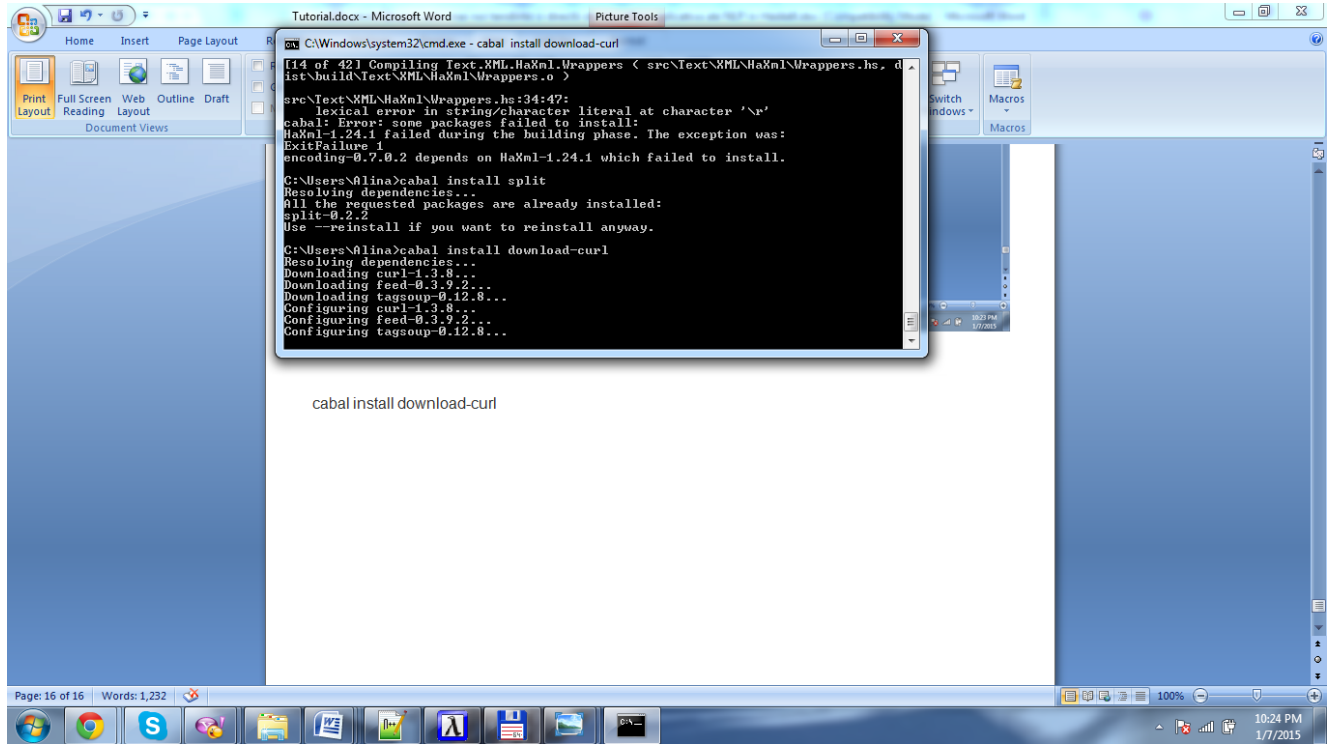 Tutorial.docx - Microsoft Word
Picture Tools
Home Insert Page Layout
Print Layout
Full Screen Reading
Web Layout
Outline
Draft
Document Views
Switch
Macros
Macros
C:\Windows\system32\cmd.exe - cabal install download-curl
[14 of 42] Compiling Text.XML.HaXml.Wrappers ( src\Text\XML\HaXml\Wrappers.hs, d
ist\build\Text\XML\HaXml\Wrappers.o )
src\Text\XML\HaXml\Wrappers.hs:34:47:
lexical error in string/character literal at character '\r'
cabal: Error: some packages failed to install:
HaXml-1.24.1 failed during the building phase. The exception was:
ExitFailure 1
encoding-0.7.0.2 depends on HaXml-1.24.1 which failed to install.
C:\Users\Alina>cabal install split
Resolving dependencies...
All the requested packages are already installed:
split-0.2.2
Use --reinstall if you want to reinstall anyway.
C:\Users\Alina>cabal install download-curl
Resolving dependencies...
Downloading curl-1.3.8...
Downloading feed-0.3.9.2...
Downloading tagsoup-0.12.8...
Configuring curl-1.3.8...
Configuring feed-0.3.9.2...
Configuring tagsoup-0.12.8...
10:23 PM
1/7/2015
cabal install download-curl
Page: 16 of 16
Words: 1,232
100%
10:24 PM
1/7/2015